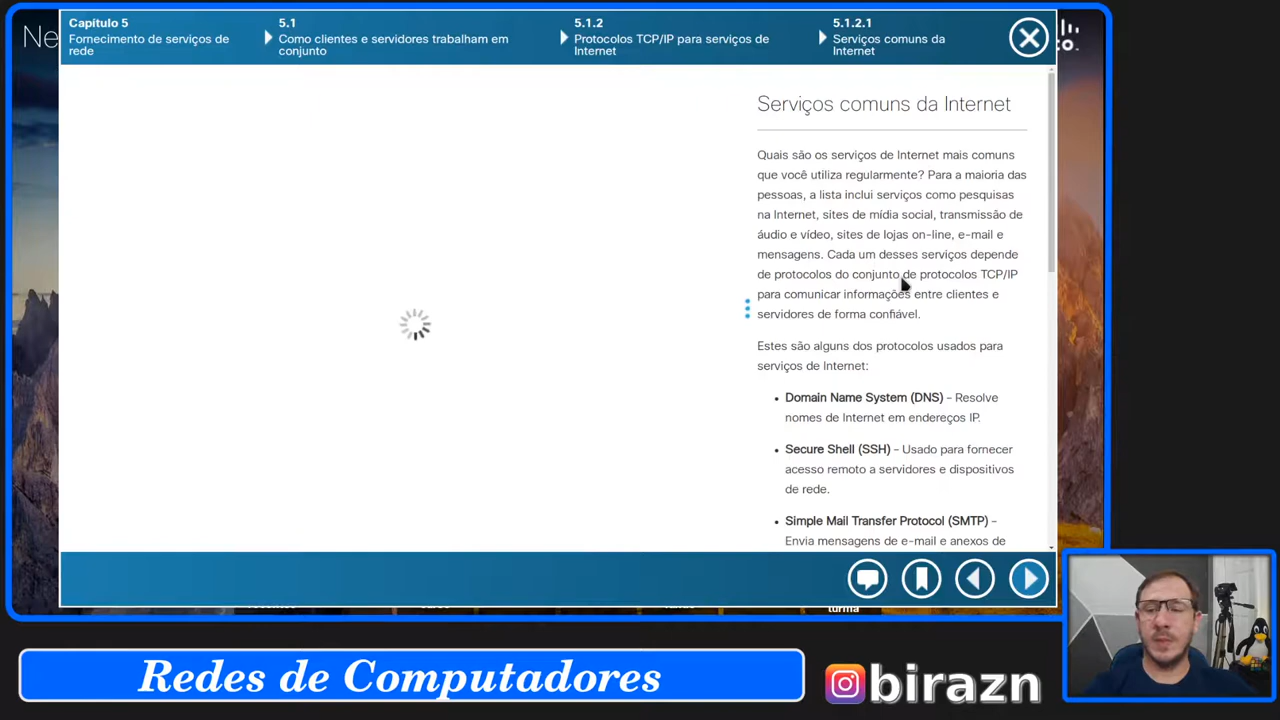 Ne
Capítulo 5
Fornecimento de serviços de
rede
5.1
Como clientes e servidores trabalham em
conjunto
5.1.2
Protocolos TCP/IP para serviços de
Internet
5.1.2.1
Serviços comuns da
Internet
co.
Serviços comuns da Internet
Quais são os serviços de Internet mais comuns
que você utiliza regularmente? Para a maioria das
pessoas, a lista inclui serviços como pesquisas
na Internet, sites de mídia social, transmissão de
áudio e vídeo, sites de lojas on-line, e-mail e
mensagens. Cada um desses serviços depende
de protocolos do conjunto de protocolos TCP/IP
para comunicar informações entre clientes e
servidores de forma confiável.
Estes são alguns dos protocolos usados para
serviços de Internet:
• Domain Name System (DNS) – Resolve
nomes de Internet em endereços IP.
• Secure Shell (SSH) – Usado para fornecer
acesso remoto a servidores e dispositivos
de rede.
• Simple Mail Transfer Protocol (SMTP) –
Envia mensagens de e-mail e anexos de
turma
Redes de Computadores
birazn